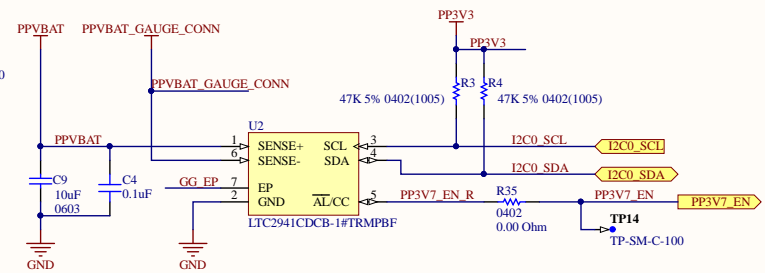 PPVBAT
PPVBAT_GAUGE_CONN
PP3V3
PP3V3
PPVBAT_GAUGE_CONN
R3
R4
47K 5% 0402(1005)
47K 5% 0402(1005)
0
U2
PPVBAT
1
SENSE+
SCL
3
I2C0_SCL
I2C0_SCL
6
SENSE-
SDA
4
I2C0_SDA
I2C0_SDA
C9
10uF
0603
C4
0.1uF
GG_EP
7
EP
2
GND
AL/CC
5
PP3V7_EN_R
R35
0402
0.00 Ohm
PP3V7_EN
PP3V7_EN
TP14
TP-SM-C-100
LTC2941CDCB-1#TRMPBF
GND
GND